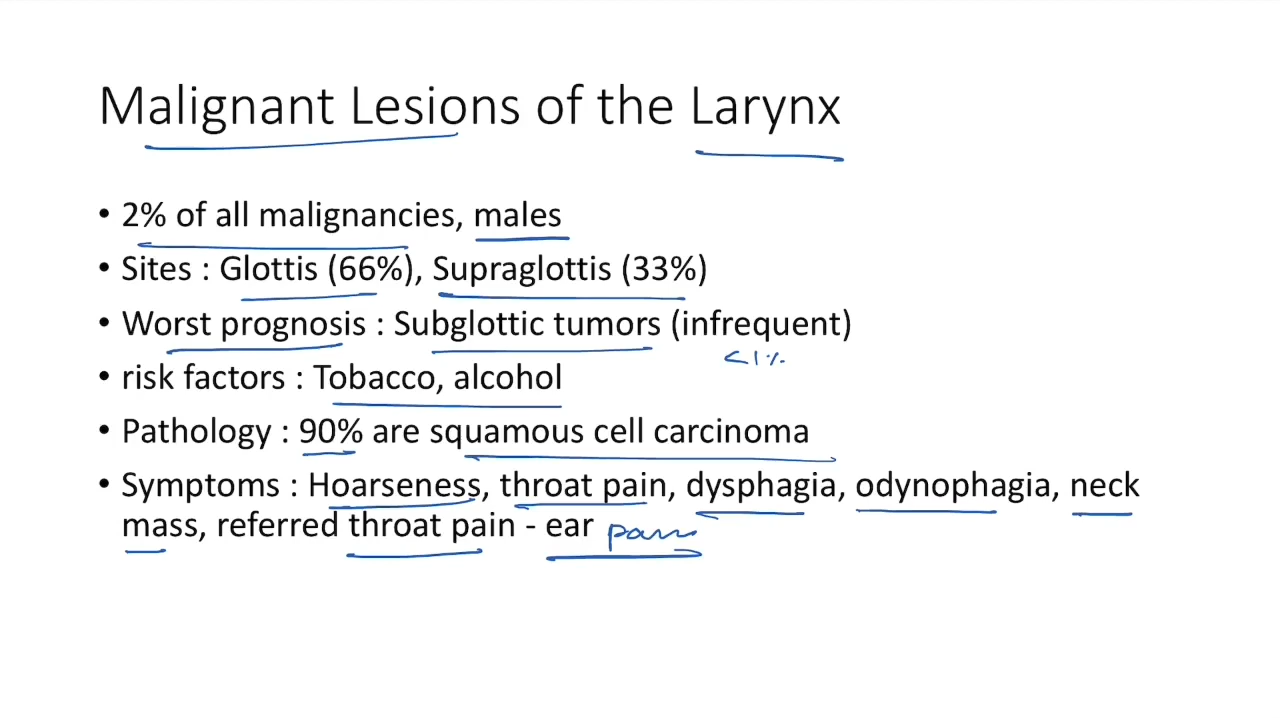 Malignant Lesions of the Larynx
• 2% of all malignancies, males
• Sites : Glottis (66%), Supraglottis (33%)
• Worst prognosis : Subglottic tumors (infrequent)
<1%
• risk factors : Tobacco, alcohol
• Pathology : 90% are squamous cell carcinoma
• Symptoms : Hoarseness, throat pain, dysphagia, odynophagia, neck
mass, referred throat pain - ear pain